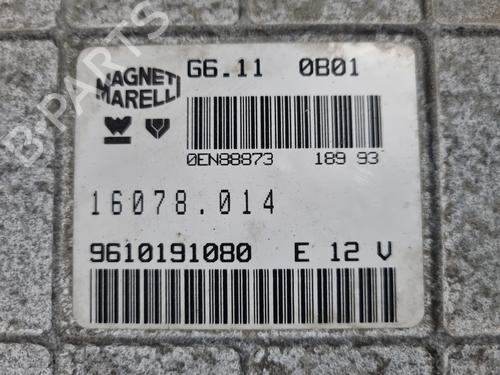 MAGNETI
MARELLI
G6.11 0B01
0EN88873 189 93
16078.014
9610191080 E 12 V
B-PARTS